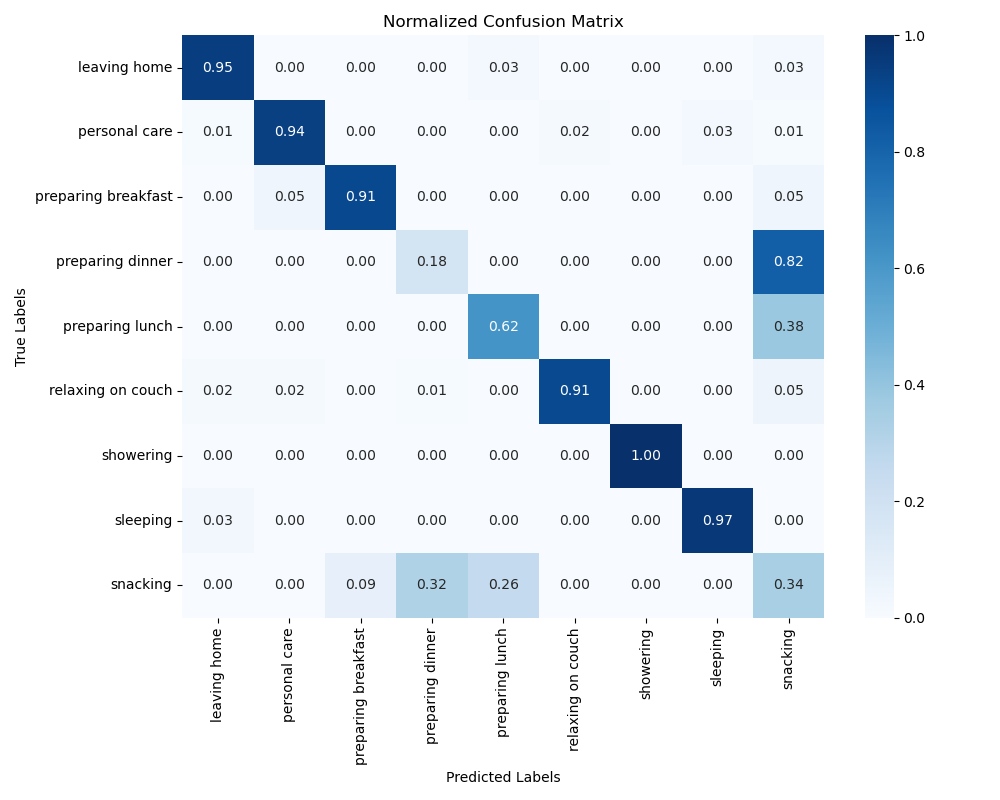 Normalized Confusion Matrix
leaving home 0.95 0.00 0.00 0.00 0.03 0.00 0.00 0.00 0.03
personal care 0.01 0.94 0.00 0.00 0.00 0.02 0.00 0.03 0.01
preparing breakfast 0.00 0.05 0.91 0.00 0.00 0.00 0.00 0.00 0.05
preparing dinner 0.00 0.00 0.00 0.18 0.00 0.00 0.00 0.00 0.82
preparing lunch 0.00 0.00 0.00 0.00 0.62 0.00 0.00 0.00 0.38
relaxing on couch 0.02 0.02 0.00 0.01 0.00 0.91 0.00 0.00 0.05
showering 0.00 0.00 0.00 0.00 0.00 0.00 1.00 0.00 0.00
sleeping 0.03 0.00 0.00 0.00 0.00 0.00 0.00 0.97 0.00
snacking 0.00 0.00 0.09 0.32 0.26 0.00 0.00 0.00 0.34
True Labels
leaving home
personal care
preparing breakfast
preparing dinner
preparing lunch
relaxing on couch
showering
sleeping
snacking
Predicted Labels
1.0
0.8
0.6
0.4
0.2
0.0